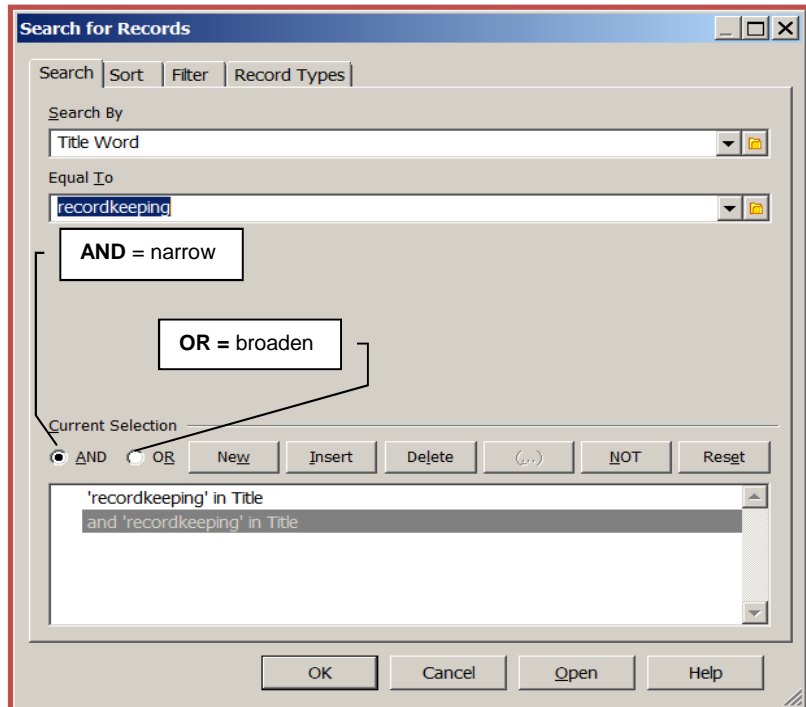 Search for Records
Search Sort Filter Record Types
Search By
Title Word
Equal To
recordkeeping
AND = narrow
OR = broaden
Current Selection
AND OR New Insert Delete (,..) NOT Reset
'recordkeeping' in Title
and 'recordkeeping' in Title
OK Cancel Open Help